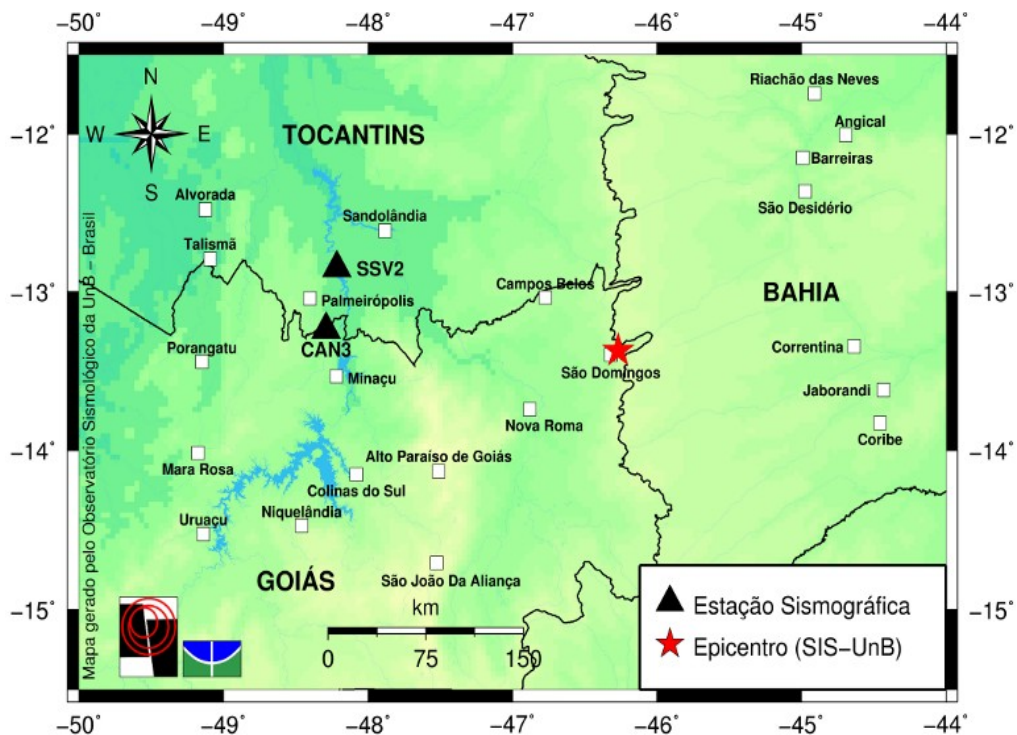 −50 −49 −48 −47 −46 −45 −44
N
W E
S
TOCANTINS
Riachão das Neves
Angical
Barreiras
São Desidério
Alvorada
Sandolândia
Talismã
SSV2
Campos Belos
BAHIA
Palmeirópolis
CAN3
Porangatu
Correntina
São Domingos
Minaçu
Jaborandi
Nova Roma
Coribe
Mara Rosa
Alto Paraíso de Goiás
Colinas do Sul
Niquelândia
Uruaçu
GOIÁS
São João Da Aliança
km
0 75 150
Estação Sismográfica
Epicentro (SIS−UnB)
Mapa gerado pelo Observatório Sismológico da UnB − Brasil
−12 −12
−13 −13
−14 −14
−15 −15
−50 −49 −48 −47 −46 −45 −44